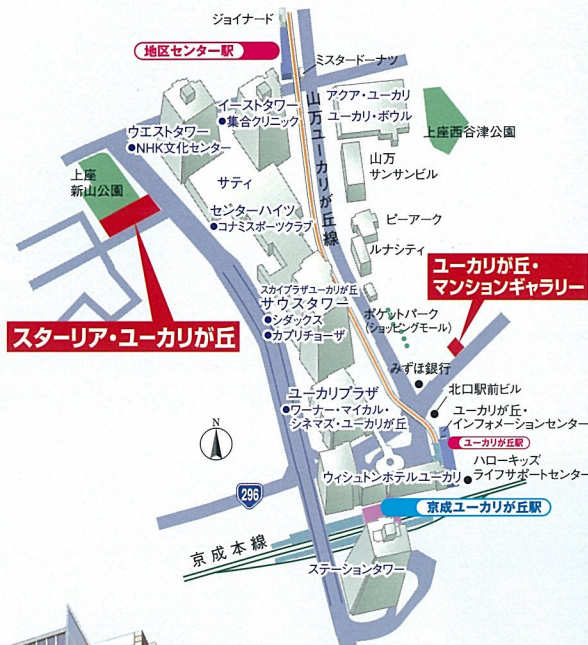 ジョイナード
地区センター駅
ミスタードーナツ
イーストタワー
●集合クリニック
アクア・ユーカリ
ユーカリ・ボウル
上座西谷津公園
ウエストタワー
●NHK文化センター
山万ユーカリが丘線
山万
サンサンビル
上座
新山公園
サティ
センターハイツ
●コナミスポーツクラブ
ピーアーク
ルナシティ
ユーカリが丘・
マンションギャラリー
スカイプラザユーカリが丘
サウスタワー
●シダックス
●カプリチョーザ
ポケットパーク
(ショッピングモール)
スターリア・ユーカリが丘
みずほ銀行
北口駅前ビル
ユーカリプラザ
●ワーナー・マイカル・
シネマズ・ユーカリが丘
ユーカリが丘・
インフォメーションセンター
ユーカリが丘駅
N
ハローキッズ
ライフサポートセンター
ウィシュトンホテルユーカリ
296
京成ユーカリが丘駅
京成本線
ステーションタワー